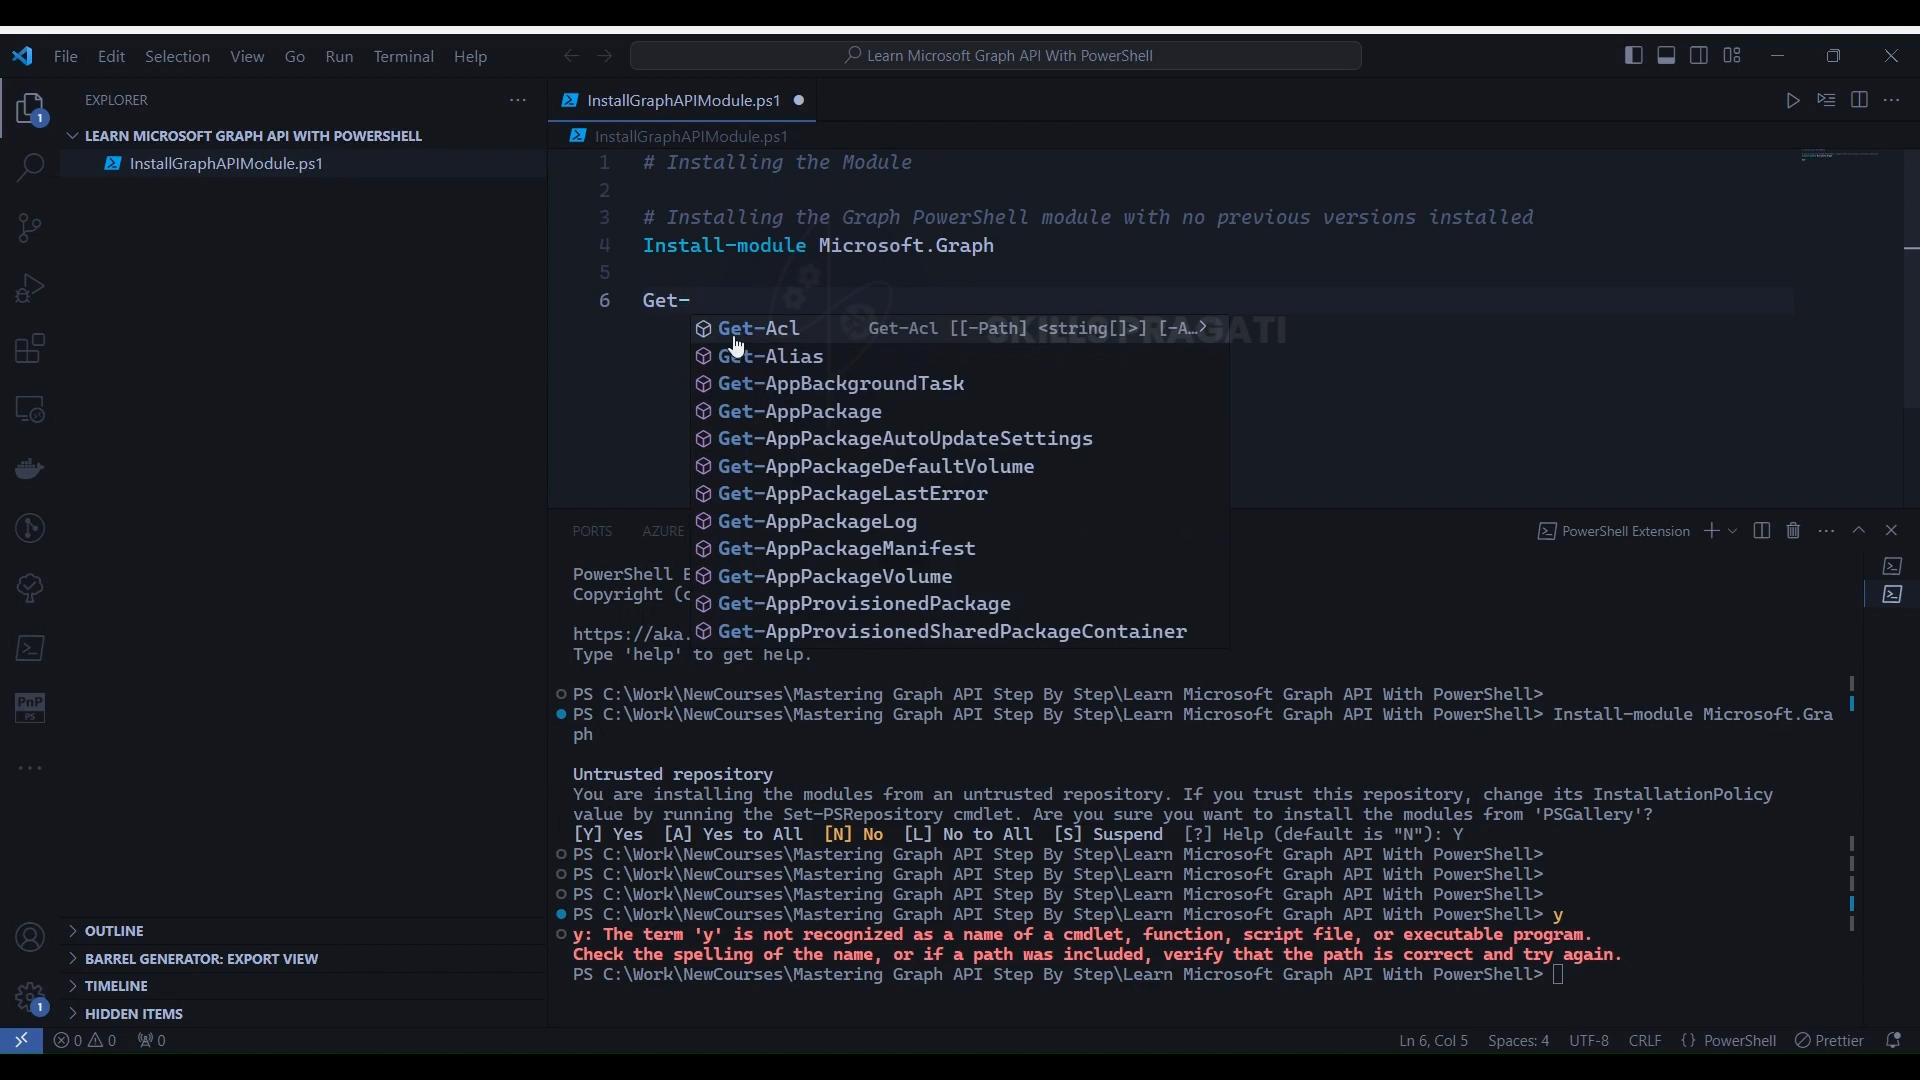 File Edit Selection View Go Run Terminal Help
Learn Microsoft Graph API With PowerShell
EXPLORER
LEARN MICROSOFT GRAPH API WITH POWERSHELL
InstallGraphAPIModule.ps1
1
PnP
PS
OUTLINE
BARREL GENERATOR: EXPORT VIEW
TIMELINE
HIDDEN ITEMS
1
InstallGraphAPIModule.ps1
InstallGraphAPIModule.ps1
1 # Installing the Module
2
3 # Installing the Graph PowerShell module with no previous versions installed
4 Install-module Microsoft.Graph
5
6 Get-
SKILLSPRAGATI
Get-Acl Get-Acl [[-Path] <string[]>] [-A…
Get-Alias
Get-AppBackgroundTask
Get-AppPackage
Get-AppPackageAutoUpdateSettings
Get-AppPackageDefaultVolume
Get-AppPackageLastError
Get-AppPackageLog
Get-AppPackageManifest
Get-AppPackageVolume
Get-AppProvisionedPackage
Get-AppProvisionedSharedPackageContainer
PORTS AZURE
PowerShell Extension
PowerShell E
Copyright (c
https://aka.
Type 'help' to get help.
PS C:\Work\NewCourses\Mastering Graph API Step By Step\Learn Microsoft Graph API With PowerShell>
PS C:\Work\NewCourses\Mastering Graph API Step By Step\Learn Microsoft Graph API With PowerShell> Install-module Microsoft.Gra
ph
Untrusted repository
You are installing the modules from an untrusted repository. If you trust this repository, change its InstallationPolicy
value by running the Set-PSRepository cmdlet. Are you sure you want to install the modules from 'PSGallery'?
[Y] Yes [A] Yes to All [N] No [L] No to All [S] Suspend [?] Help (default is "N"): Y
PS C:\Work\NewCourses\Mastering Graph API Step By Step\Learn Microsoft Graph API With PowerShell>
PS C:\Work\NewCourses\Mastering Graph API Step By Step\Learn Microsoft Graph API With PowerShell>
PS C:\Work\NewCourses\Mastering Graph API Step By Step\Learn Microsoft Graph API With PowerShell>
PS C:\Work\NewCourses\Mastering Graph API Step By Step\Learn Microsoft Graph API With PowerShell> y
y: The term 'y' is not recognized as a name of a cmdlet, function, script file, or executable program.
Check the spelling of the name, or if a path was included, verify that the path is correct and try again.
PS C:\Work\NewCourses\Mastering Graph API Step By Step\Learn Microsoft Graph API With PowerShell>
0 0 0 Ln 6, Col 5 Spaces: 4 UTF-8 CRLF {} PowerShell Prettier